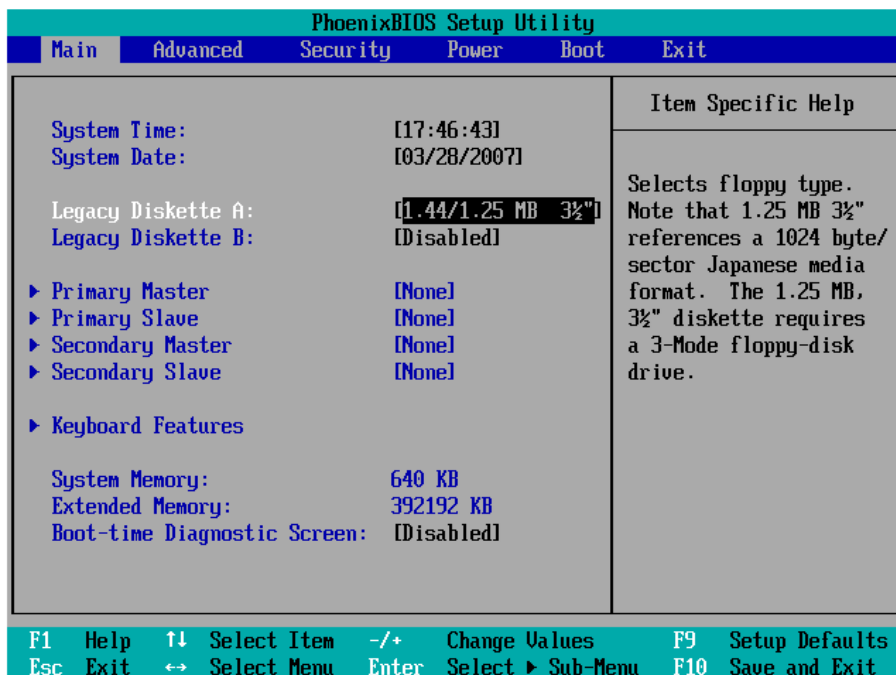 PhoenixBIOS Setup Utility
Main Advanced Security Power Boot Exit
System Time: [17:46:43]
System Date: [03/28/2007]
Legacy Diskette A: [1.44/1.25 MB 3½"]
Legacy Diskette B: [Disabled]
▶ Primary Master [None]
▶ Primary Slave [None]
▶ Secondary Master [None]
▶ Secondary Slave [None]
▶ Keyboard Features
System Memory: 640 KB
Extended Memory: 392192 KB
Boot-time Diagnostic Screen: [Disabled]
Item Specific Help
Selects floppy type.
Note that 1.25 MB 3½"
references a 1024 byte/
sector Japanese media
format. The 1.25 MB,
3½" diskette requires
a 3-Mode floppy-disk
drive.
F1 Help ↑↓ Select Item -/+ Change Values F9 Setup Defaults
Esc Exit ↔ Select Menu Enter Select ▶ Sub-Menu F10 Save and Exit